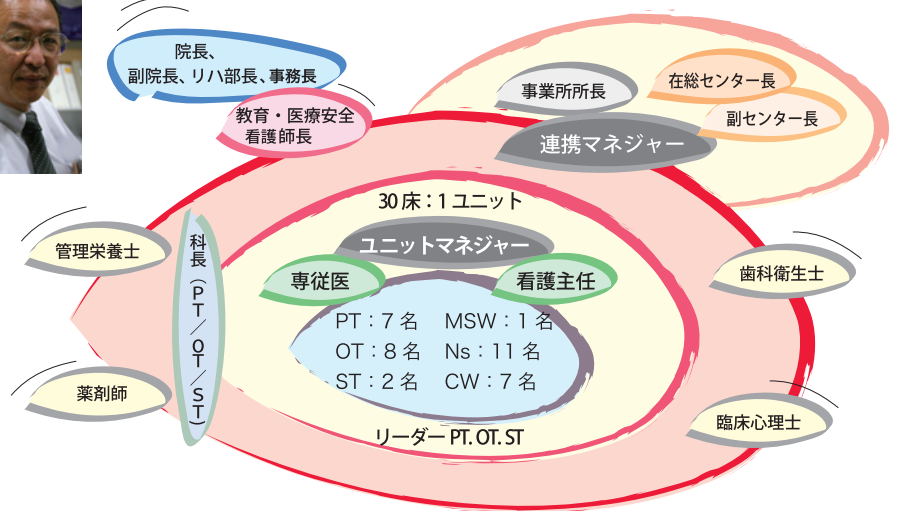 院長、
副院長、リハ部長、事務長
教育・医療安全
看護師長
事業所所長
在総センター長
副センター長
連携マネジャー
30床：1ユニット
ユニットマネジャー
専従医
看護主任
管理栄養士
科長（PT／OT／ST）
歯科衛生士
PT：7名 MSW：1名
OT：8名 Ns：11名
ST：2名 CW：7名
薬剤師
臨床心理士
リーダー PT. OT. ST